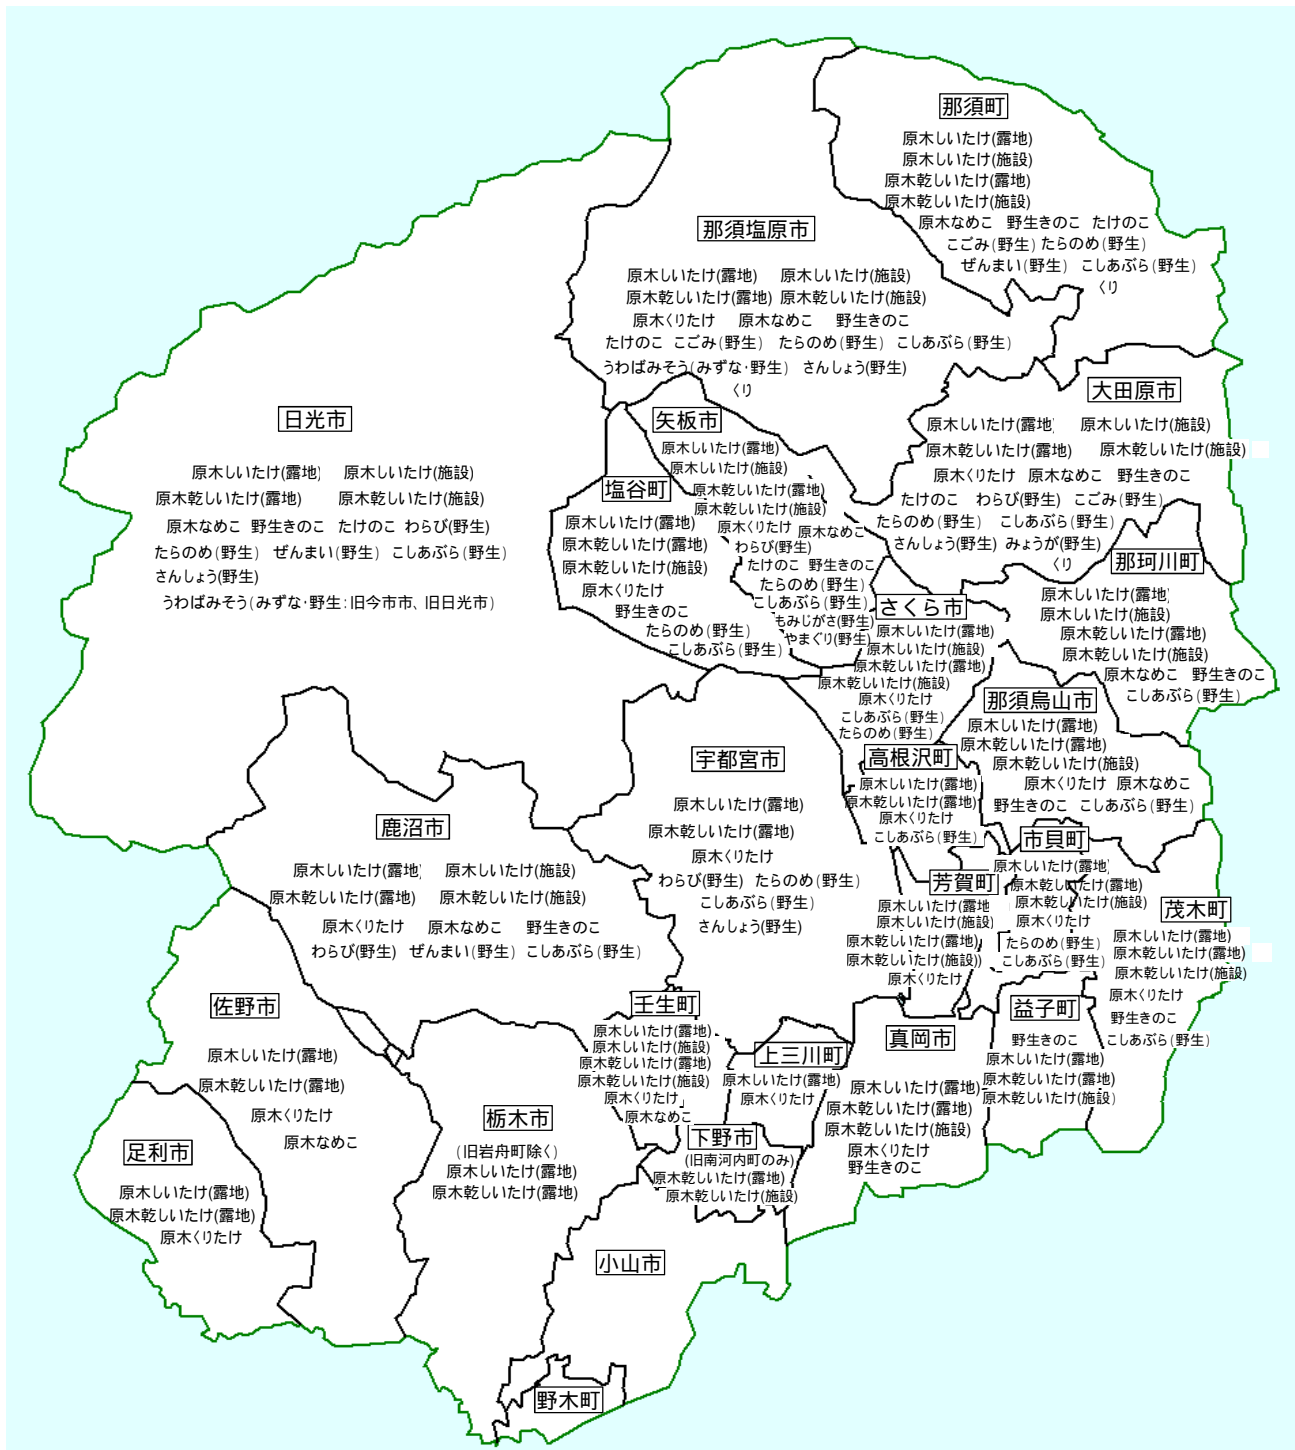 那須町
原木しいたけ(露地)
原木しいたけ(施設)
原木乾しいたけ(露地)
原木乾しいたけ(施設)
原木なめこ 野生きのこ たけのこ
こごみ(野生) たらのめ(野生)
ぜんまい(野生) こしあぶら(野生)
くり
那須塩原市
原木しいたけ(露地) 原木しいたけ(施設)
原木乾しいたけ(露地) 原木乾しいたけ(施設)
原木くりたけ 原木なめこ 野生きのこ
たけのこ こごみ(野生) たらのめ(野生) こしあぶら(野生)
うわばみそう(みずな・野生) さんしょう(野生)
くり
大田原市
原木しいたけ(露地) 原木しいたけ(施設)
原木乾しいたけ(露地) 原木乾しいたけ(施設)
原木くりたけ 原木なめこ 野生きのこ
たけのこ わらび(野生) こごみ(野生)
たらのめ(野生) こしあぶら(野生)
さんしょう(野生) みょうが(野生)
くり
日光市
原木しいたけ(露地) 原木しいたけ(施設)
原木乾しいたけ(露地) 原木乾しいたけ(施設)
原木なめこ 野生きのこ たけのこ わらび(野生)
たらのめ(野生) ぜんまい(野生) こしあぶら(野生)
さんしょう(野生)
うわばみそう(みずな・野生:旧今市市、旧日光市)
矢板市
原木しいたけ(露地)
原木しいたけ(施設)
原木乾しいたけ(露地)
原木乾しいたけ(施設)
原木くりたけ 原木なめこ
わらび(野生)
たけのこ 野生きのこ
たらのめ(野生)
こしあぶら(野生)
もみじがさ(野生)
やまぐり(野生)
塩谷町
原木しいたけ(露地)
原木乾しいたけ(露地)
原木乾しいたけ(施設)
原木くりたけ
野生きのこ
たらのめ(野生)
こしあぶら(野生)
那珂川町
原木しいたけ(露地)
原木しいたけ(施設)
原木乾しいたけ(露地)
原木乾しいたけ(施設)
原木なめこ 野生きのこ
こしあぶら(野生)
さくら市
原木しいたけ(露地)
原木しいたけ(施設)
原木乾しいたけ(露地)
原木乾しいたけ(施設)
原木くりたけ
こしあぶら(野生)
たらのめ(野生)
那須烏山市
原木しいたけ(露地)
原木乾しいたけ(露地)
原木乾しいたけ(施設)
原木くりたけ 原木なめこ
野生きのこ こしあぶら(野生)
宇都宮市
原木しいたけ(露地)
原木乾しいたけ(露地)
原木くりたけ
わらび(野生) たらのめ(野生)
こしあぶら(野生)
さんしょう(野生)
高根沢町
原木しいたけ(露地)
原木乾しいたけ(露地)
原木くりたけ
こしあぶら(野生)
鹿沼市
原木しいたけ(露地) 原木しいたけ(施設)
原木乾しいたけ(露地) 原木乾しいたけ(施設)
原木くりたけ 原木なめこ 野生きのこ
わらび(野生) ぜんまい(野生) こしあぶら(野生)
市貝町
原木しいたけ(露地)
原木乾しいたけ(露地)
原木乾しいたけ(施設)
原木くりたけ
たらのめ(野生)
こしあぶら(野生)
芳賀町
原木しいたけ(露地
原木しいたけ(施設)
原木乾しいたけ(露地)
原木乾しいたけ(施設)
原木くりたけ
茂木町
原木しいたけ(露地)
原木乾しいたけ(露地)
原木乾しいたけ(施設)
原木くりたけ
野生きのこ
こしあぶら(野生)
佐野市
原木しいたけ(露地)
原木乾しいたけ(露地)
原木くりたけ
原木なめこ
壬生町
原木しいたけ(露地)
原木しいたけ(施設)
原木乾しいたけ(露地)
原木乾しいたけ(施設)
原木くりたけ
原木なめこ
上三川町
原木しいたけ(露地)
原木くりたけ
真岡市
原木しいたけ(露地)
原木乾しいたけ(露地)
原木乾しいたけ(施設)
原木くりたけ
野生きのこ
益子町
野生きのこ
原木しいたけ(露地)
原木乾しいたけ(露地)
原木乾しいたけ(施設)
栃木市
(旧岩舟町除く)
原木しいたけ(露地)
原木乾しいたけ(露地)
下野市
(旧南河内町のみ)
原木乾しいたけ(露地)
原木乾しいたけ(施設)
足利市
原木しいたけ(露地)
原木乾しいたけ(露地)
原木くりたけ
小山市
野木町